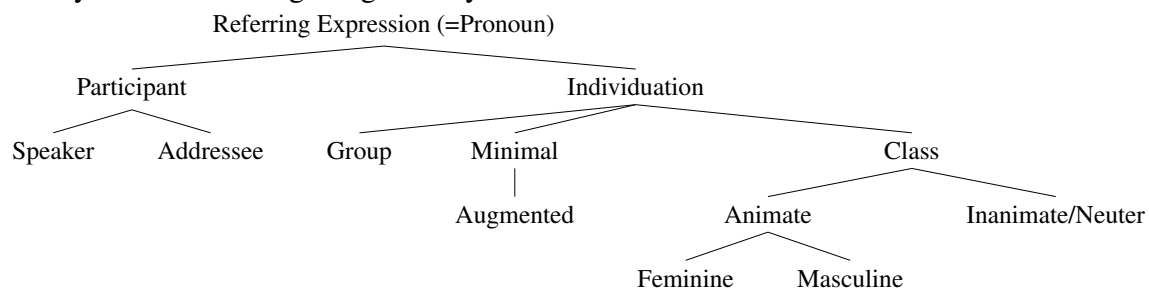 Referring Expression (=Pronoun)
Participant Individuation
Speaker Addressee Group Minimal Class
Augmented Animate Inanimate/Neuter
Feminine Masculine